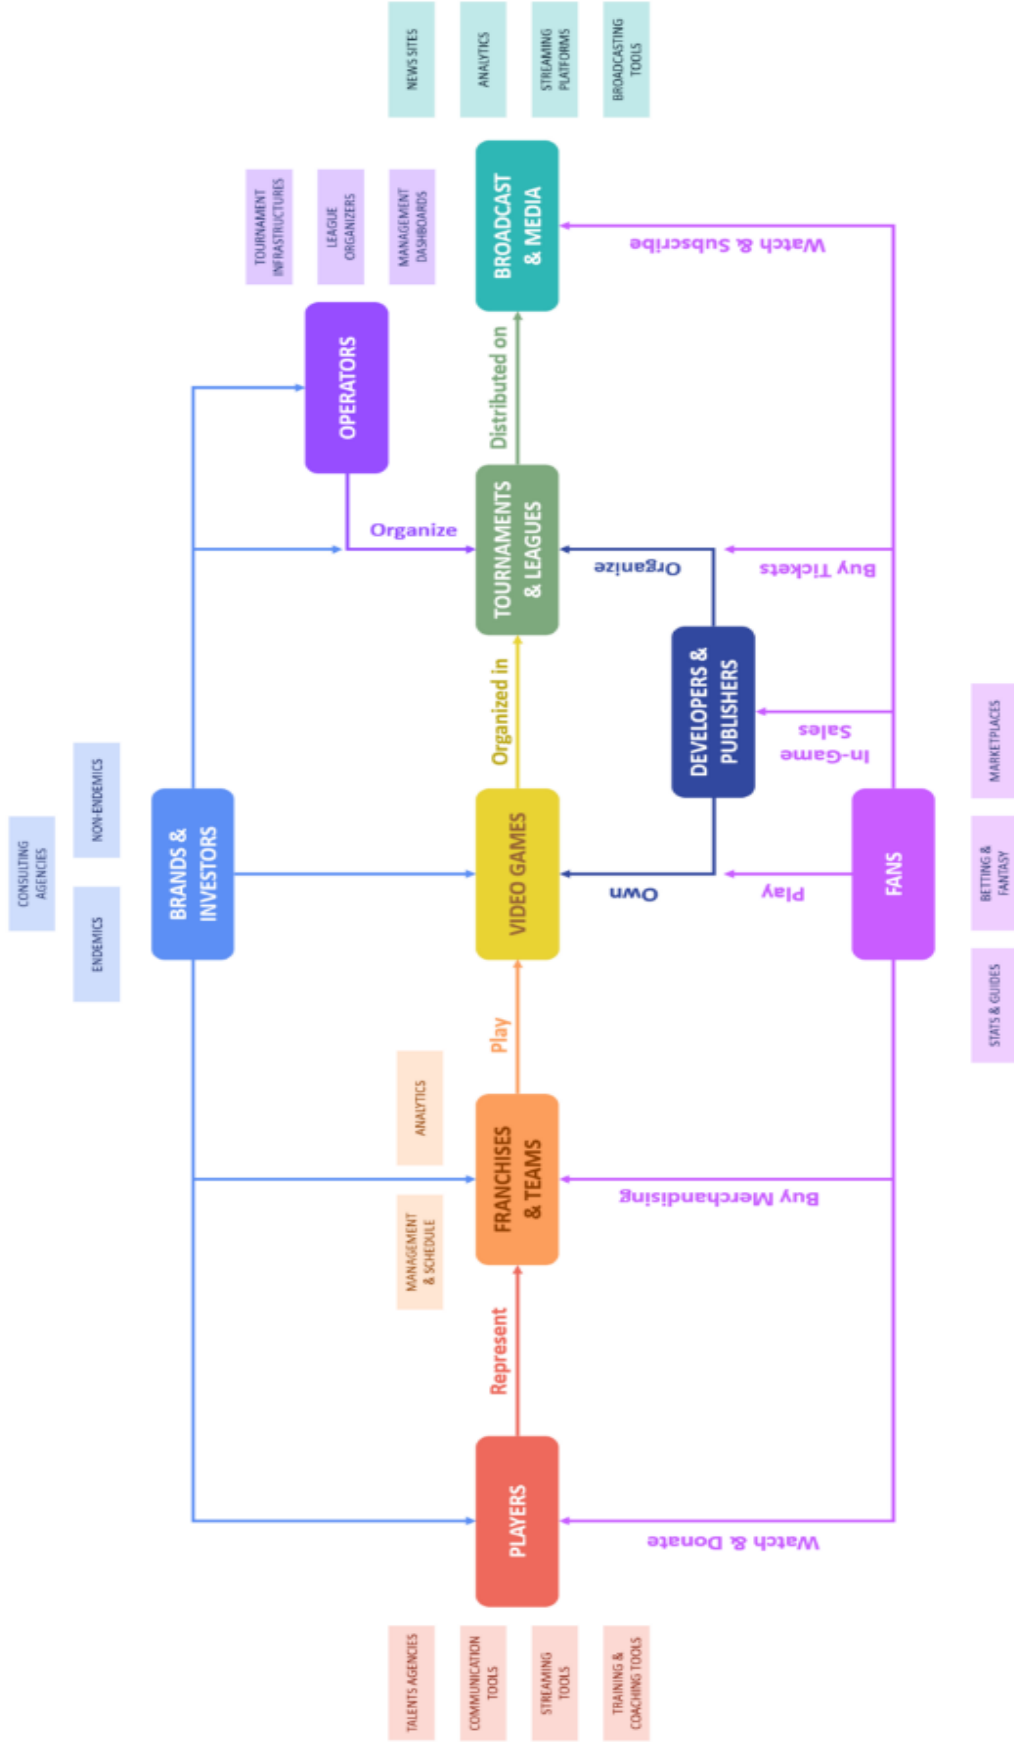 CONSULTING
AGENCIES
ENDEMICS
NON-ENDEMICS
BRANDS &
INVESTORS
TOURNAMENT
INFRASTRUCTURES
LEAGUE
ORGANIZERS
MANAGEMENT
DASHBOARDS
OPERATORS
Organize
MANAGEMENT
& SCHEDULE
ANALYTICS
TALENTS AGENCIES
COMMUNICATION
TOOLS
STREAMING
TOOLS
TRAINING &
COACHING TOOLS
PLAYERS
Represent
FRANCHISES
& TEAMS
Play
VIDEO GAMES
Organized in
TOURNAMENTS
& LEAGUES
Distributed on
BROADCAST
& MEDIA
NEWS SITES
ANALYTICS
STREAMING
PLATFORMS
BROADCASTING
TOOLS
Own
Organize
DEVELOPERS &
PUBLISHERS
Watch & Donate
Buy Merchandising
Play
In-Game
Sales
Buy Tickets
Watch & Subscribe
FANS
STATS & GUIDES
BETTING &
FANTASY
MARKETPLACES